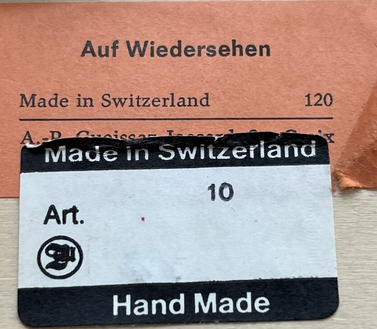 Auf Wiedersehen
Made in Switzerland 120
A.-P.
Made in Switzerland
10
Art.
Hand Made